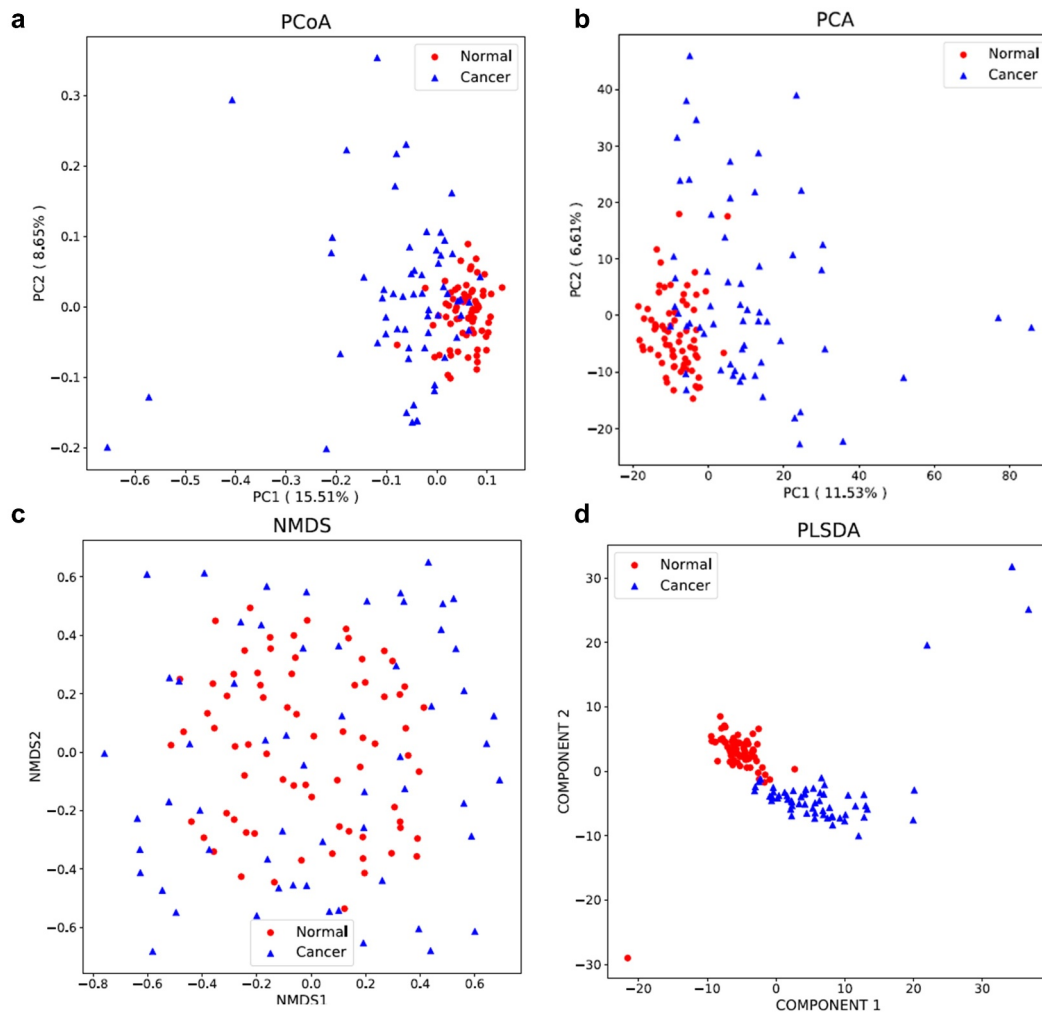 a
PCoA
Normal
Cancer
0.3
0.2
0.1
0.0
−0.1
−0.2
PC2 ( 8.65%)
−0.6
−0.5
−0.4
−0.3
−0.2
−0.1
0.0
0.1
PC1 ( 15.51%)
b
PCA
Normal
Cancer
40
30
20
10
0
−10
−20
PC2 ( 6.61%)
−20
0
20
40
60
80
PC1 ( 11.53%)
c
NMDS
0.6
0.4
0.2
0.0
−0.2
−0.4
−0.6
NMDS2
Normal
Cancer
−0.8
−0.6
−0.4
−0.2
0.0
0.2
0.4
0.6
0.8
NMDS1
d
PLSDA
Normal
Cancer
30
20
10
0
−10
−20
−30
COMPONENT 2
−20
−10
0
10
20
30
COMPONENT 1